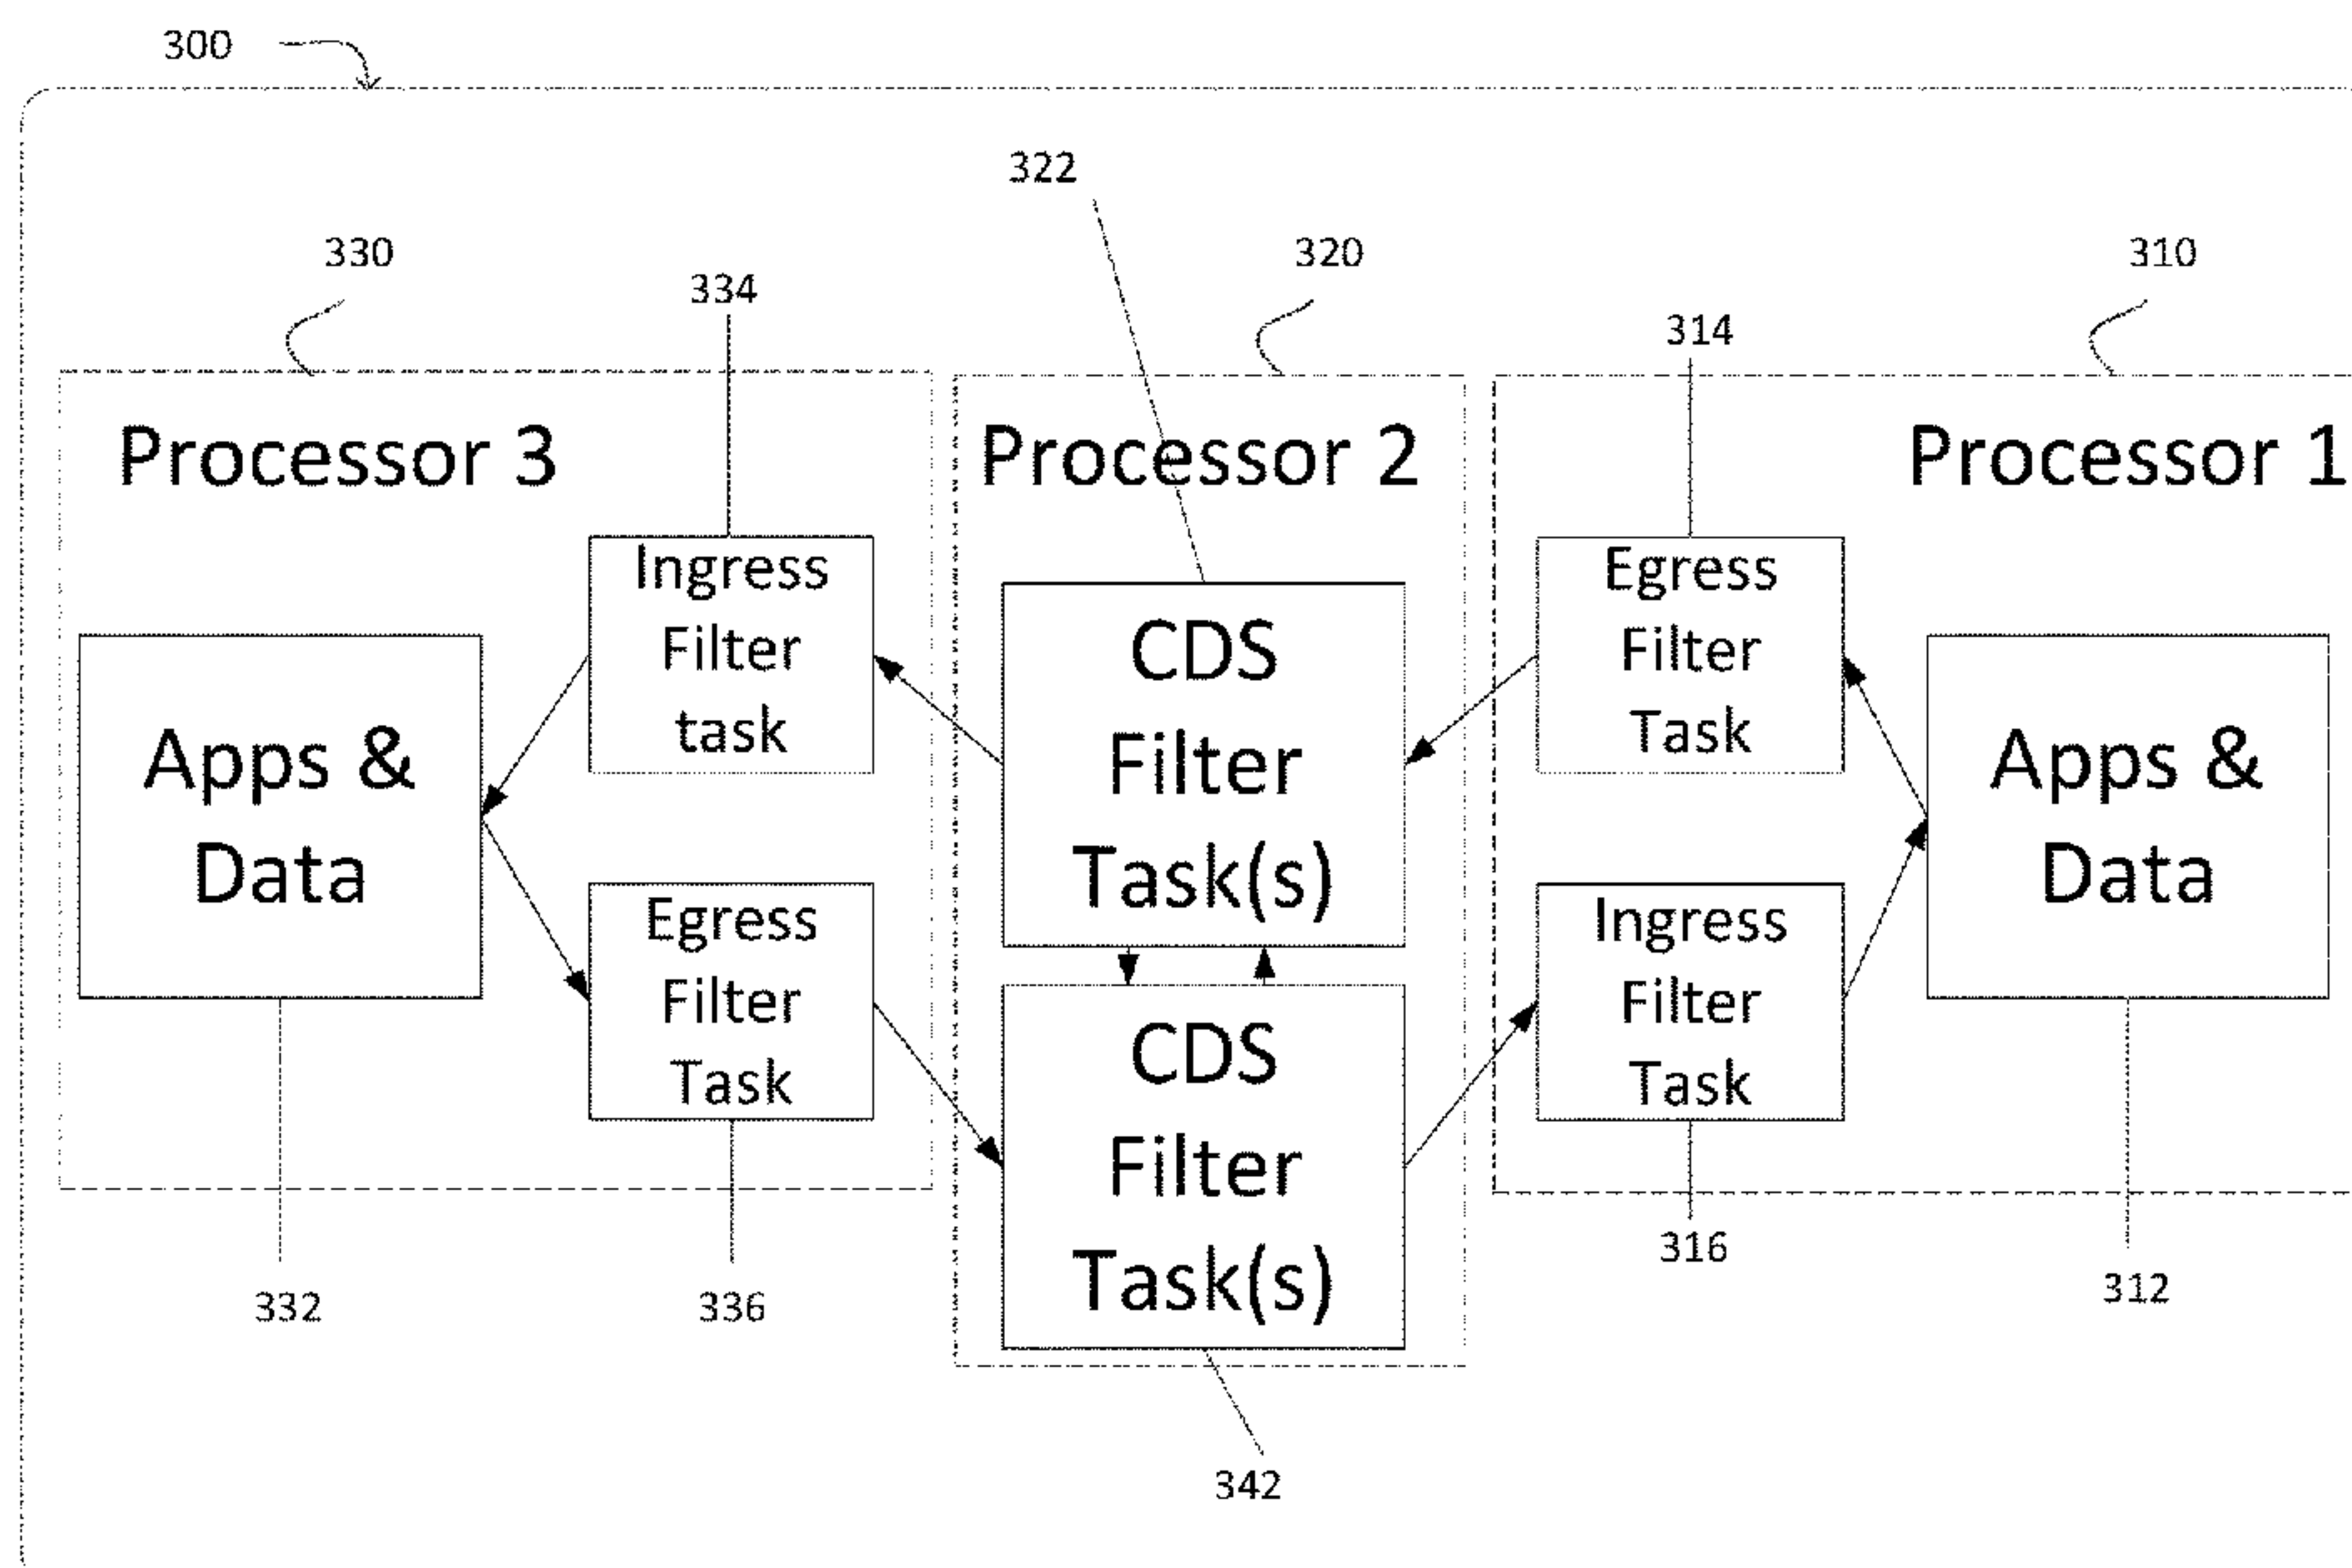 300
322
330
320
310
334
314
Processor 3
Processor 2
Processor 1
Ingress
Filter
task
Egress
Filter
Task
CDS
Filter
Task(s)
Apps &
Data
Apps &
Data
Egress
Filter
Task
Ingress
Filter
Task
CDS
Filter
Task(s)
316
312
332
336
342